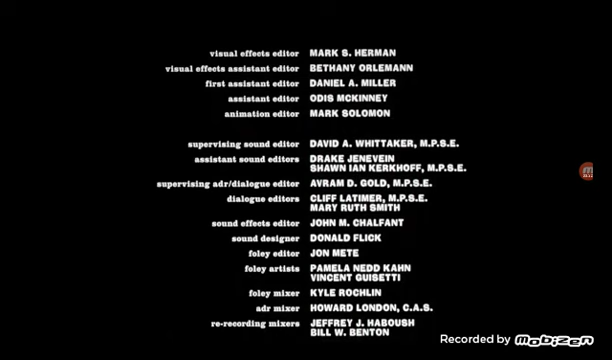 visual effects editor MARK S. HERMAN
visual effects assistant editor BETHANY ORLEMANN
first assistant editor DANIEL A. MILLER
assistant editor ODIS MCKINNEY
animation editor MARK SOLOMON
supervising sound editor DAVID A. WHITTAKER, M.P.S.E.
assistant sound editors DRAKE JENEVEIN
SHAWN IAN KERKHOFF, M.P.S.E.
supervising adr/dialogue editor AVRAM D. GOLD, M.P.S.E.
dialogue editors CLIFF LATIMER, M.P.S.E.
MARY RUTH SMITH
sound effects editor JOHN M. CHALFANT
sound designer DONALD FLICK
foley editor JON METE
foley artists PAMELA NEDD KAHN
VINCENT GUISETTI
foley mixer KYLE ROCHLIN
adr mixer HOWARD LONDON, C.A.S.
re-recording mixers JEFFREY J. HABOUSH
BILL W. BENTON
Recorded by mobizen